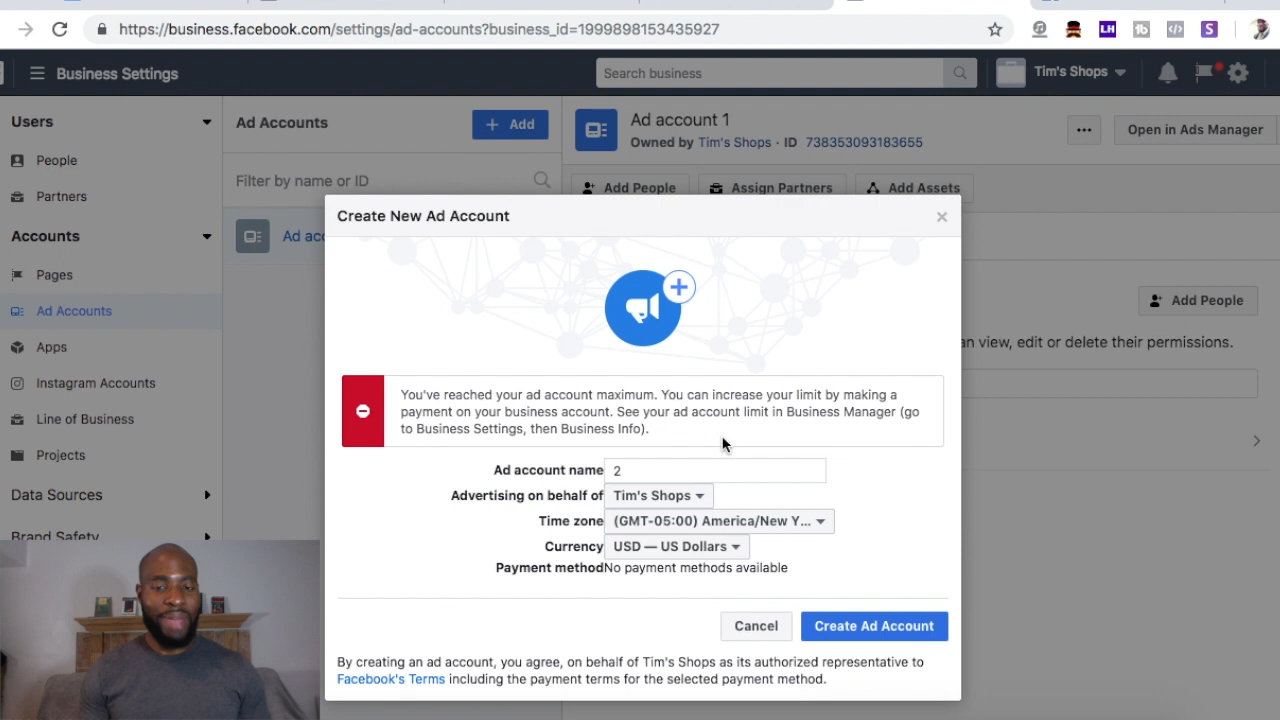 https://business.facebook.com/settings/ad-accounts?business_id=1999898153435927
LH
tb
</>
S
Business Settings
Search business
Tim's Shops
Users
People
Partners
Accounts
Pages
Ad Accounts
Apps
Instagram Accounts
Line of Business
Projects
Data Sources
Brand Safety
Ad Accounts
+ Add
Filter by name or ID
Ad acc
Ad account 1
Owned by Tim's Shops · ID 738353093183655
Open in Ads Manager
Add People
Assign Partners
Add Assets
Add People
an view, edit or delete their permissions.
Create New Ad Account
You've reached your ad account maximum. You can increase your limit by making a
payment on your business account. See your ad account limit in Business Manager (go
to Business Settings, then Business Info).
Ad account name 2
Advertising on behalf of Tim's Shops
Time zone (GMT-05:00) America/New Y...
Currency USD — US Dollars
Payment method No payment methods available
Cancel
Create Ad Account
By creating an ad account, you agree, on behalf of Tim's Shops as its authorized representative to
Facebook's Terms including the payment terms for the selected payment method.